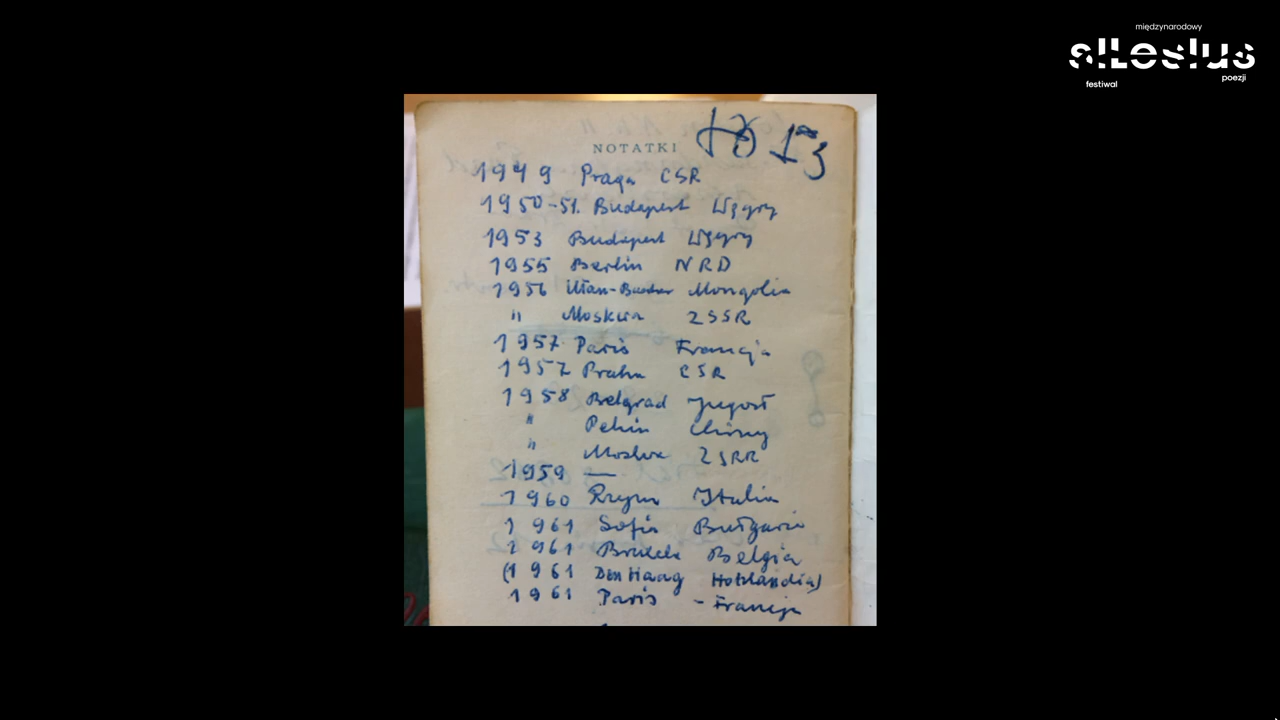 międzynarodowy
silesius
poezji
festiwal
NOTATKI
1949 Praga CSR
1950-51. Budapest Węgry
1953 Budapest Węgry
1955 Berlin NRD
1956 Ułan-Bator Mongolia
" Moskwa ZSSR
1957 Paris Francja
1957 Praha CSR
1958 Belgrad Jugosł
" Pekin Chiny
" Moskwa ZSRR
1959 —
1960 Rzym Italia
1961 Sofia Bułgaria
1961 Bruksela Belgia
(1961 Den Haag Holandia)
1961 Paris - Francja